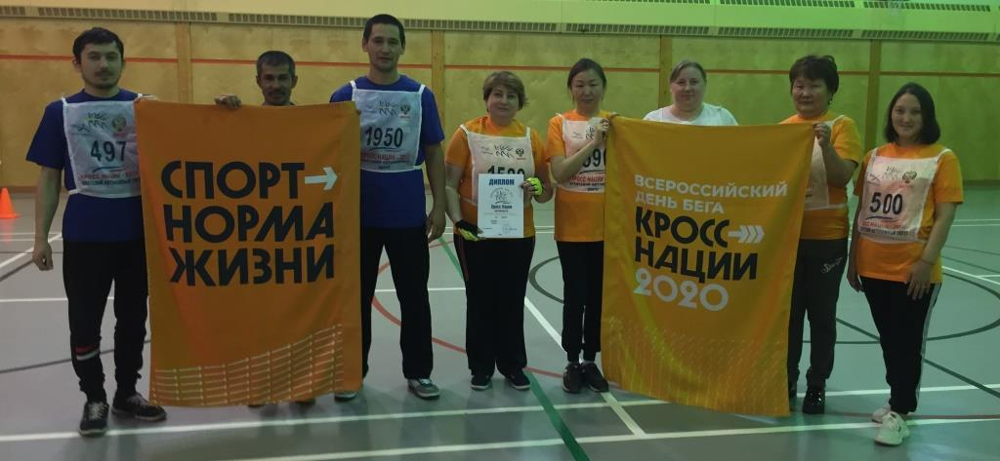 497
СПОРТ
НОРМА
ЖИЗНИ
1950
ДИПЛОМ
ВСЕРОССИЙСКИЙ
ДЕНЬ БЕГА
КРОСС
НАЦИИ
2020
500